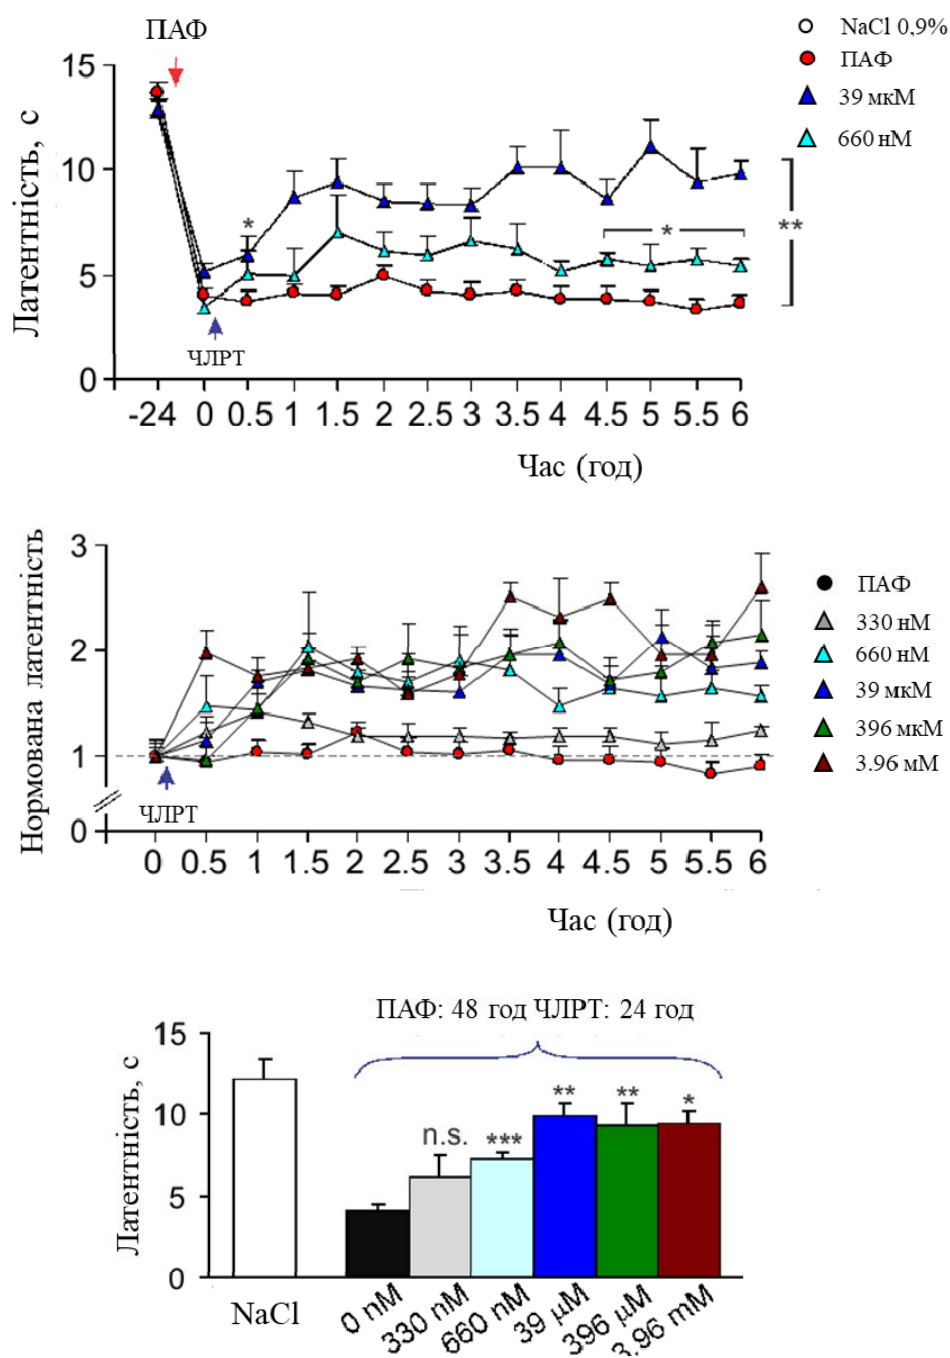 ПАФ
NaCl 0,9%
ПАФ
39 мкМ
660 нМ
Латентність, с
15
10
5
0
*
*
**
ЧЛРТ
-24 0 0.5 1 1.5 2 2.5 3 3.5 4 4.5 5 5.5 6
Час (год)
Нормована латентність
3
2
1
0
ПАФ
330 нМ
660 нМ
39 мкМ
396 мкМ
3.96 мМ
ЧЛРТ
0 0.5 1 1.5 2 2.5 3 3.5 4 4.5 5 5.5 6
Час (год)
ПАФ: 48 год ЧЛРТ: 24 год
Латентність, с
15
10
5
0
n.s. *** ** ** *
NaCl 0 nM 330 nM 660 nM 39 µM 396 µM 3.96 mM